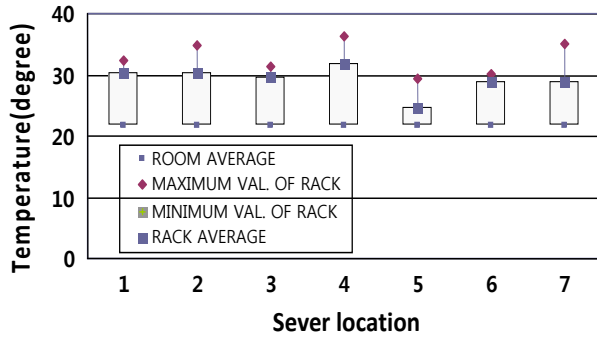 40
30
20
10
0
Temperature(degree)
ROOM AVERAGE
MAXIMUM VAL. OF RACK
MINIMUM VAL. OF RACK
RACK AVERAGE
1 2 3 4 5 6 7
Sever location